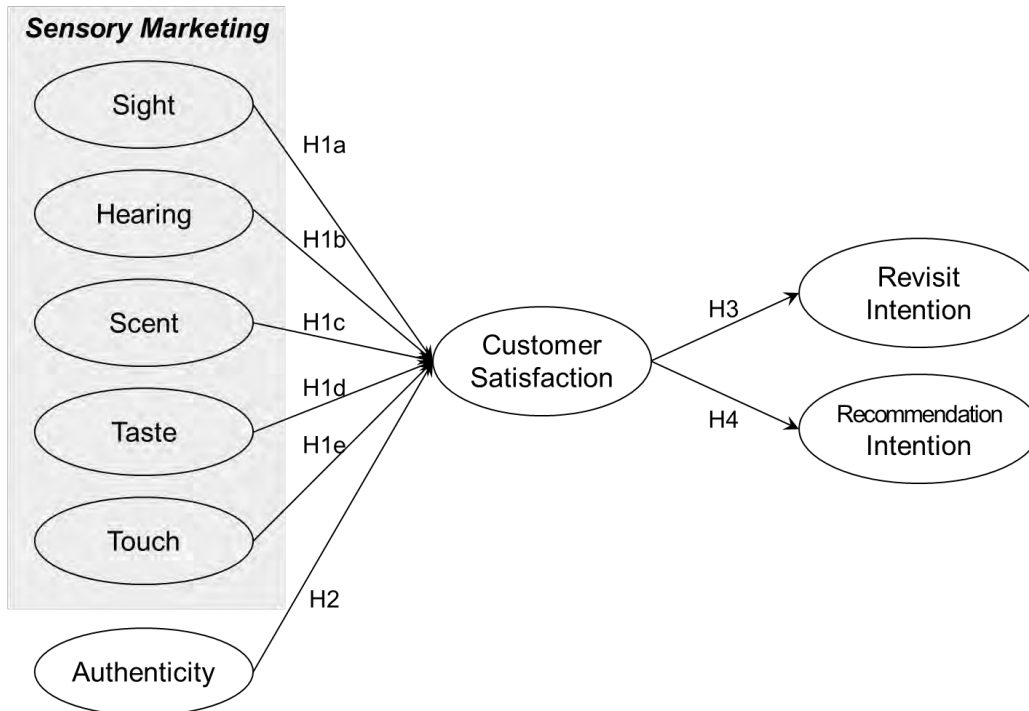 Sensory Marketing
Sight
Hearing
Scent
Taste
Touch
Authenticity
H1a
H1b
H1c
H1d
H1e
H2
Customer
Satisfaction
H3
H4
Revisit
Intention
Recommendation
Intention